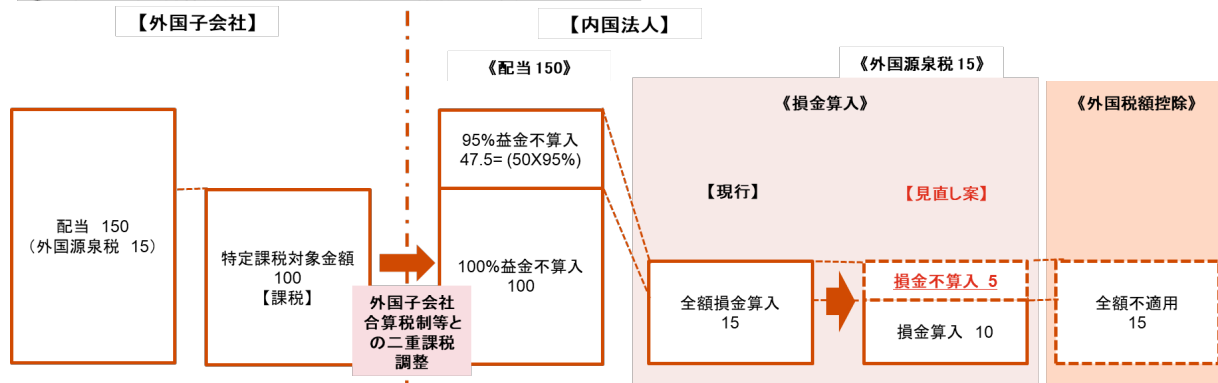 【外国子会社】
【内国法人】
《配当 150》
《外国源泉税 15》
《損金算入》
《外国税額控除》
95%益金不算入
47.5= (50X95%)
【現行】
【見直し案】
配当 150
（外国源泉税 15）
特定課税対象金額
100
【課税】
100%益金不算入
100
外国子会社
合算税制等と
の二重課税
調整
全額損金算入
15
損金不算入 5
損金算入 10
全額不適用
15